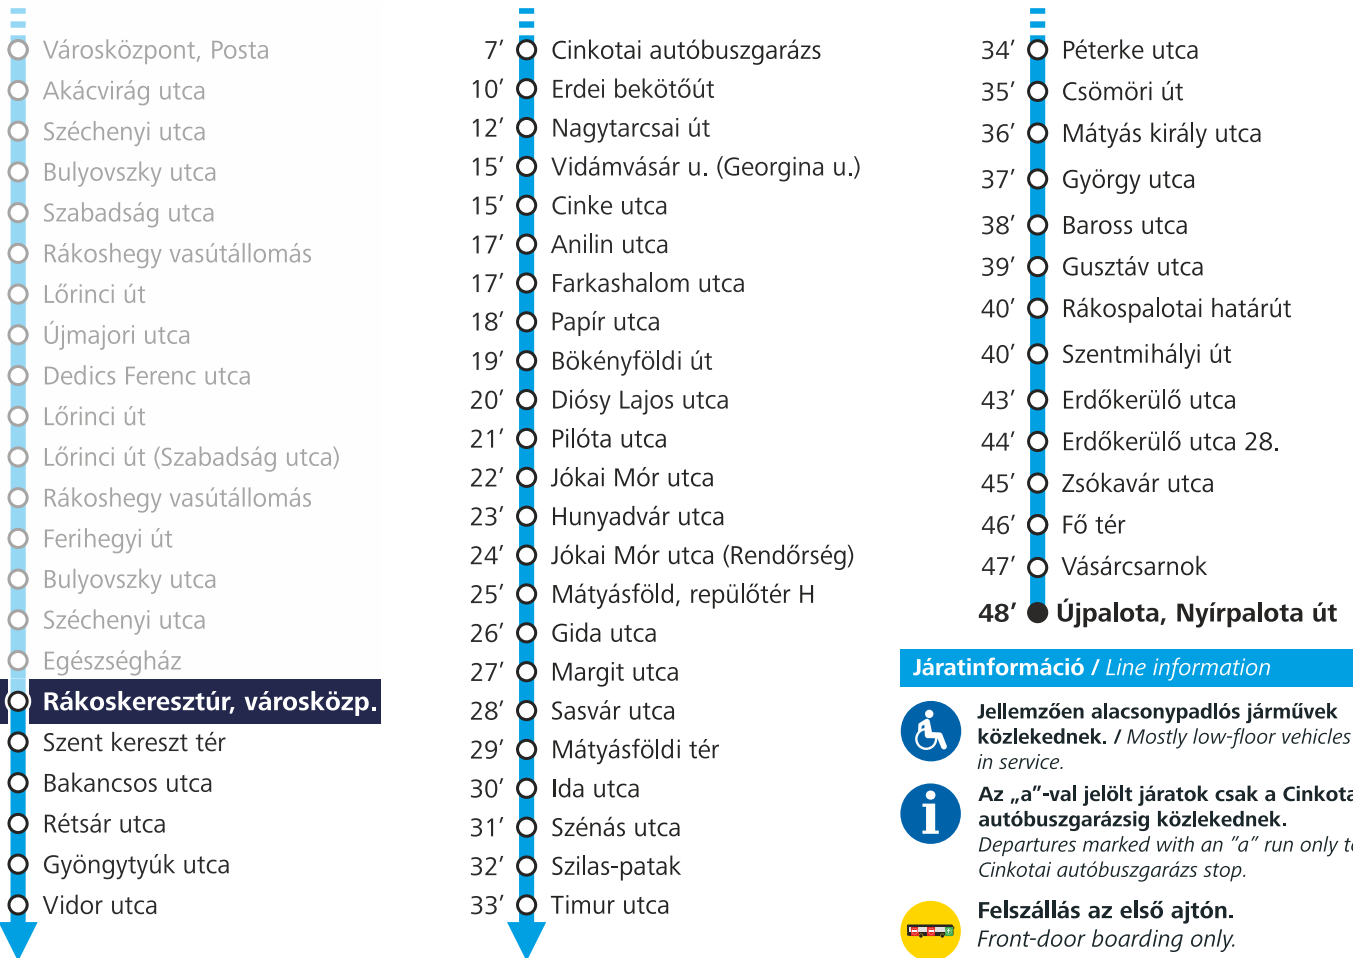 Városközpont, Posta
Akácvirág utca
Széchenyi utca
Bulyovszky utca
Szabadság utca
Rákoshegy vasútállomás
Lőrinci út
Újmajori utca
Dedics Ferenc utca
Lőrinci út
Lőrinci út (Szabadság utca)
Rákoshegy vasútállomás
Ferihegyi út
Bulyovszky utca
Széchenyi utca
Egészségház
Rákoskeresztúr, városközp.
Szent kereszt tér
Bakancsos utca
Rétsár utca
Gyöngytyúk utca
Vidor utca
7’ Cinkotai autóbuszgarázs
10’ Erdei bekötőút
12’ Nagytarcsai út
15’ Vidámvásár u. (Georgina u.)
15’ Cinke utca
17’ Anilin utca
17’ Farkashalom utca
18’ Papír utca
19’ Bökényföldi út
20’ Diósy Lajos utca
21’ Pilóta utca
22’ Jókai Mór utca
23’ Hunyadvár utca
24’ Jókai Mór utca (Rendőrség)
25’ Mátyásföld, repülőtér H
26’ Gida utca
27’ Margit utca
28’ Sasvár utca
29’ Mátyásföldi tér
30’ Ida utca
31’ Szénás utca
32’ Szilas-patak
33’ Timur utca
34’ Péterke utca
35’ Csömöri út
36’ Mátyás király utca
37’ György utca
38’ Baross utca
39’ Gusztáv utca
40’ Rákospalotai határút
40’ Szentmihályi út
43’ Erdőkerülő utca
44’ Erdőkerülő utca 28.
45’ Zsókavár utca
46’ Fő tér
47’ Vásárcsarnok
48’ Újpalota, Nyírpalota út
Járatinformáció / Line information
Jellemzően alacsonypadlós járművek
közlekednek. / Mostly low-floor vehicles
in service.
Az „a”-val jelölt járatok csak a Cinkota
autóbuszgarázsig közlekednek.
Departures marked with an ”a” run only to
Cinkotai autóbuszgarázs stop.
Felszállás az első ajtón.
Front-door boarding only.